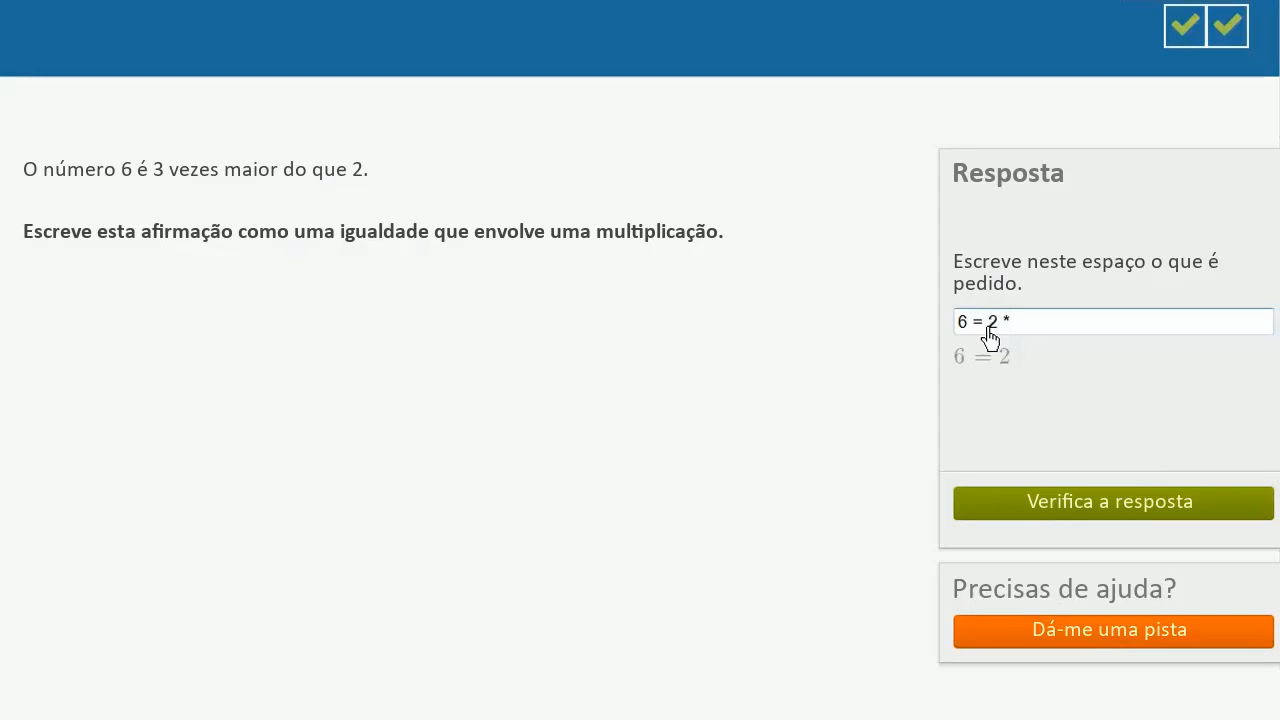 O número 6 é 3 vezes maior do que 2.
Escreve esta afirmação como uma igualdade que envolve uma multiplicação.
Resposta
Escreve neste espaço o que é
pedido.
6 = 2 *
6 = 2
Verifica a resposta
Precisas de ajuda?
Dá-me uma pista